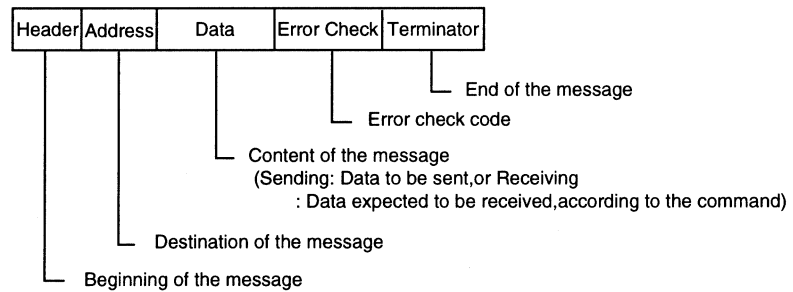 Header Address Data Error Check Terminator
End of the message
Error check code
Content of the message
(Sending: Data to be sent,or Receiving
: Data expected to be received,according to the command)
Destination of the message
Beginning of the message